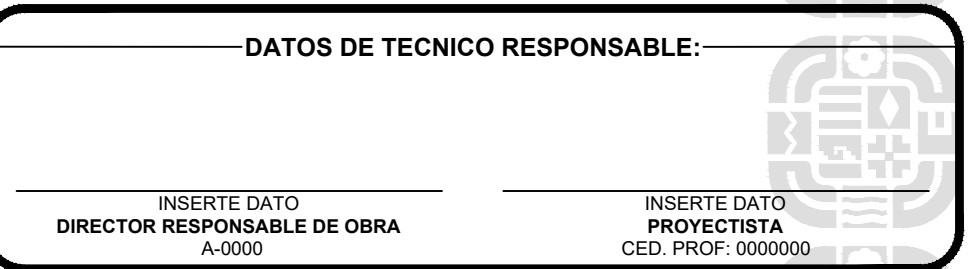 DATOS DE TECNICO RESPONSABLE:
INSERTE DATO
DIRECTOR RESPONSABLE DE OBRA
A-0000
INSERTE DATO
PROYECTISTA
CED. PROF: 0000000